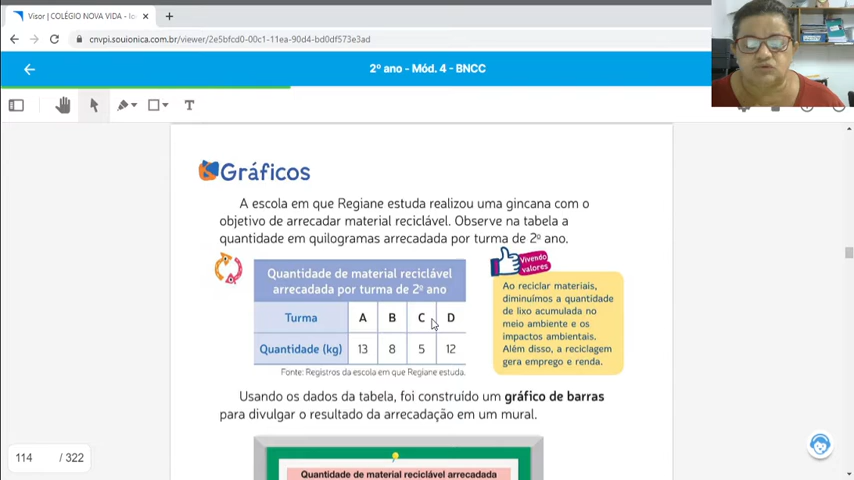 Visor | COLÉGIO NOVA VIDA - Io
cnvpi.souionica.com.br/viewer/2e5bfcd0-00c1-11ea-90d4-bd0df573e3ad
2º ano - Mód. 4 - BNCC
T
Gráficos
A escola em que Regiane estuda realizou uma gincana com o
objetivo de arrecadar material reciclável. Observe na tabela a
quantidade em quilogramas arrecadada por turma de 2º ano.
Quantidade de material reciclável
arrecadada por turma de 2º ano
Turma A B C D
Quantidade (kg) 13 8 5 12
Fonte: Registros da escola em que Regiane estuda.
Vivendo
valores
Ao reciclar materiais,
diminuímos a quantidade
de lixo acumulada no
meio ambiente e os
impactos ambientais.
Além disso, a reciclagem
gera emprego e renda.
Usando os dados da tabela, foi construído um gráfico de barras
para divulgar o resultado da arrecadação em um mural.
114 / 322
Quantidade de material reciclável arrecadada